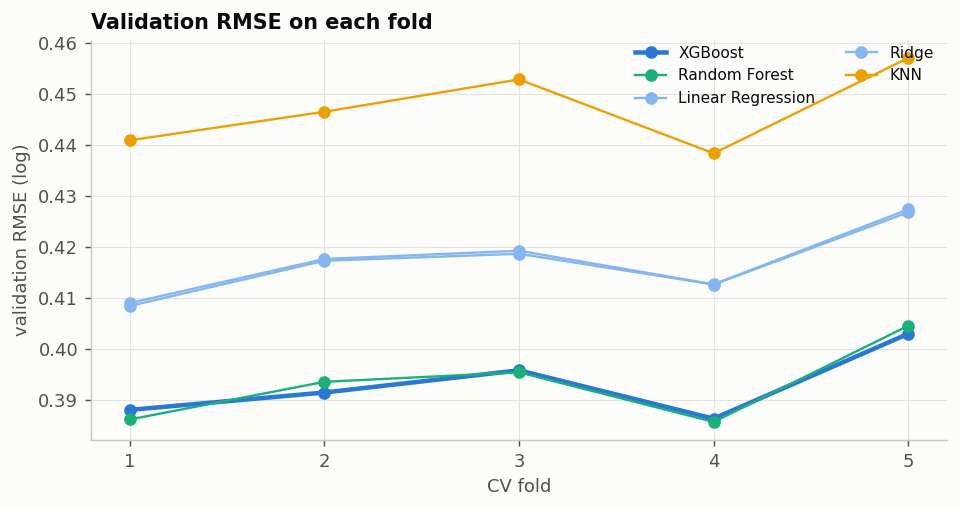 Validation RMSE on each fold
XGBoost
Random Forest
Linear Regression
Ridge
KNN
validation RMSE (log)
0.46
0.45
0.44
0.43
0.42
0.41
0.40
0.39
1 2 3 4 5
CV fold